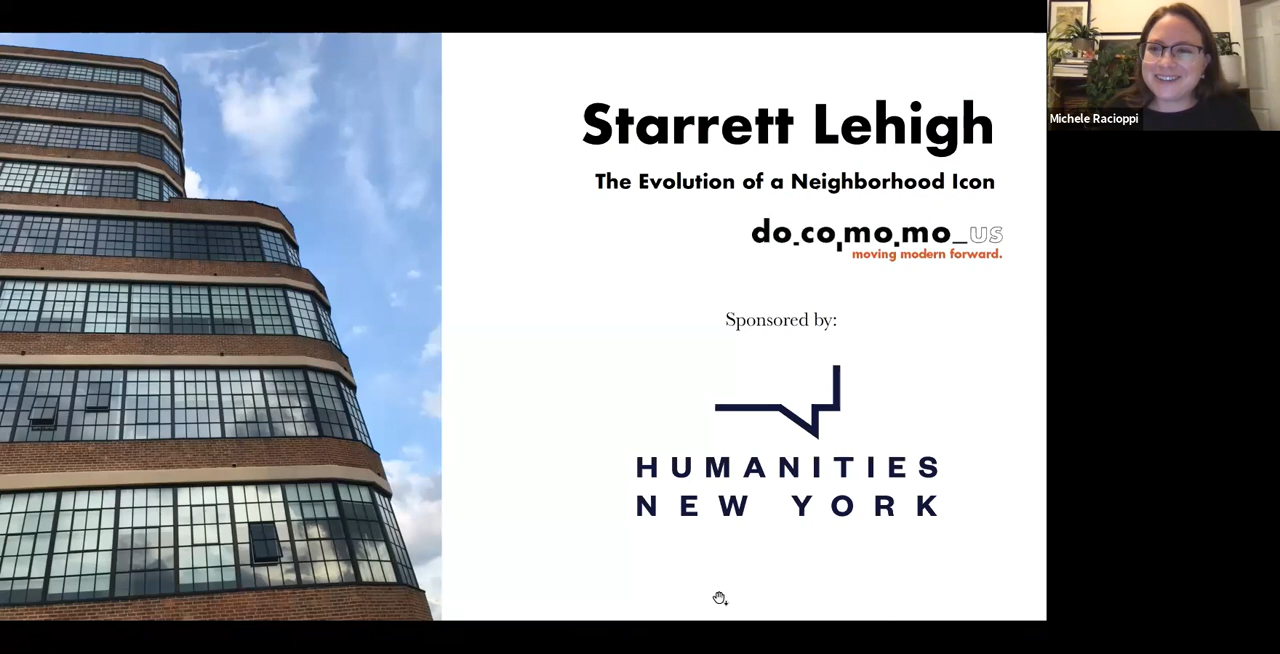 Starrett Lehigh
The Evolution of a Neighborhood Icon
do.co,mo.mo_us
moving modern forward.
Sponsored by:
HUMANITIES
NEW YORK
Michele Racioppi